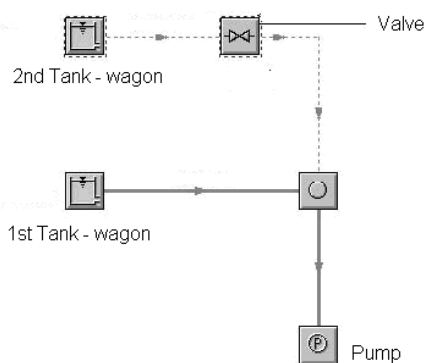 Valve
2nd Tank - wagon
1st Tank - wagon
P
Pump